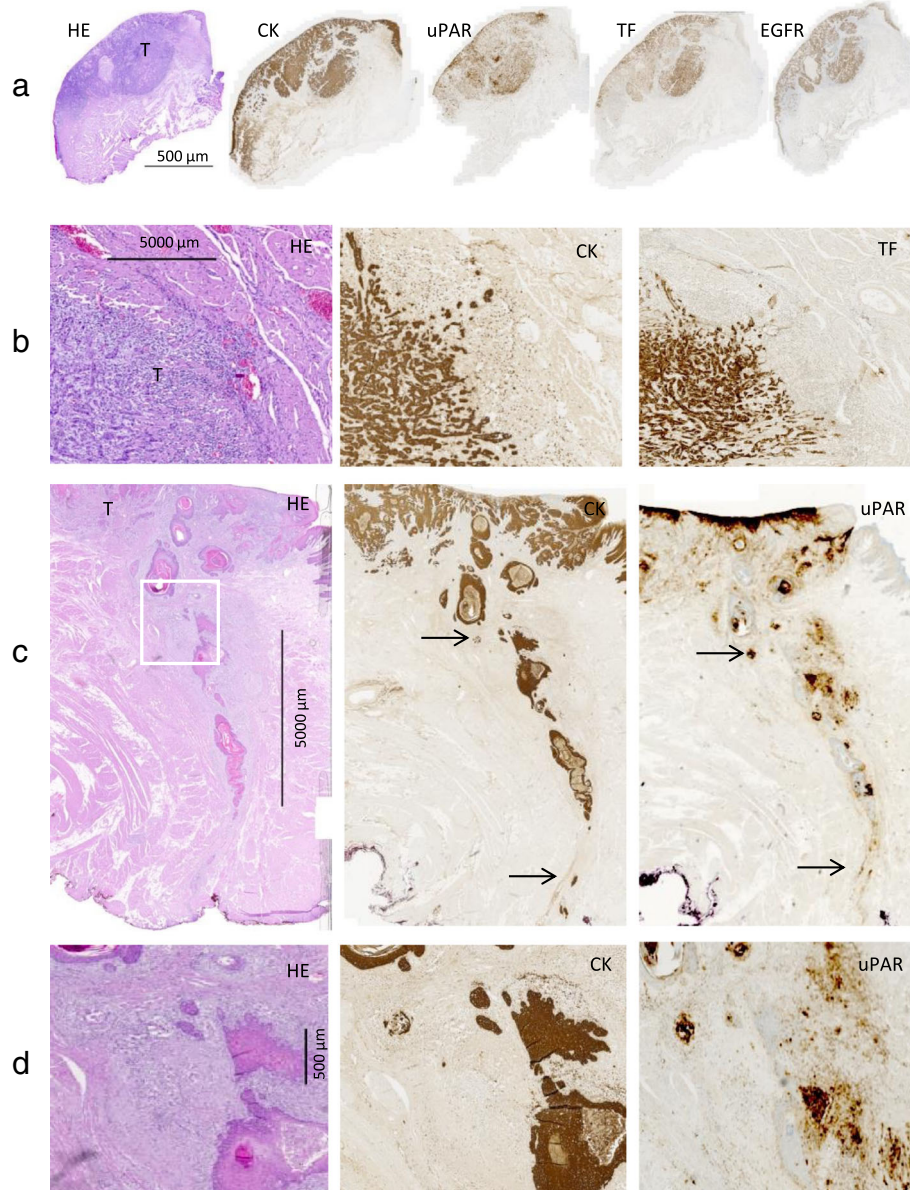 HE
T
CK
uPAR
TF
EGFR
a
500 µm
5000 µm
HE
CK
TF
b
T
T
HE
CK
uPAR
c
5000 µm
HE
CK
uPAR
d
500 µm